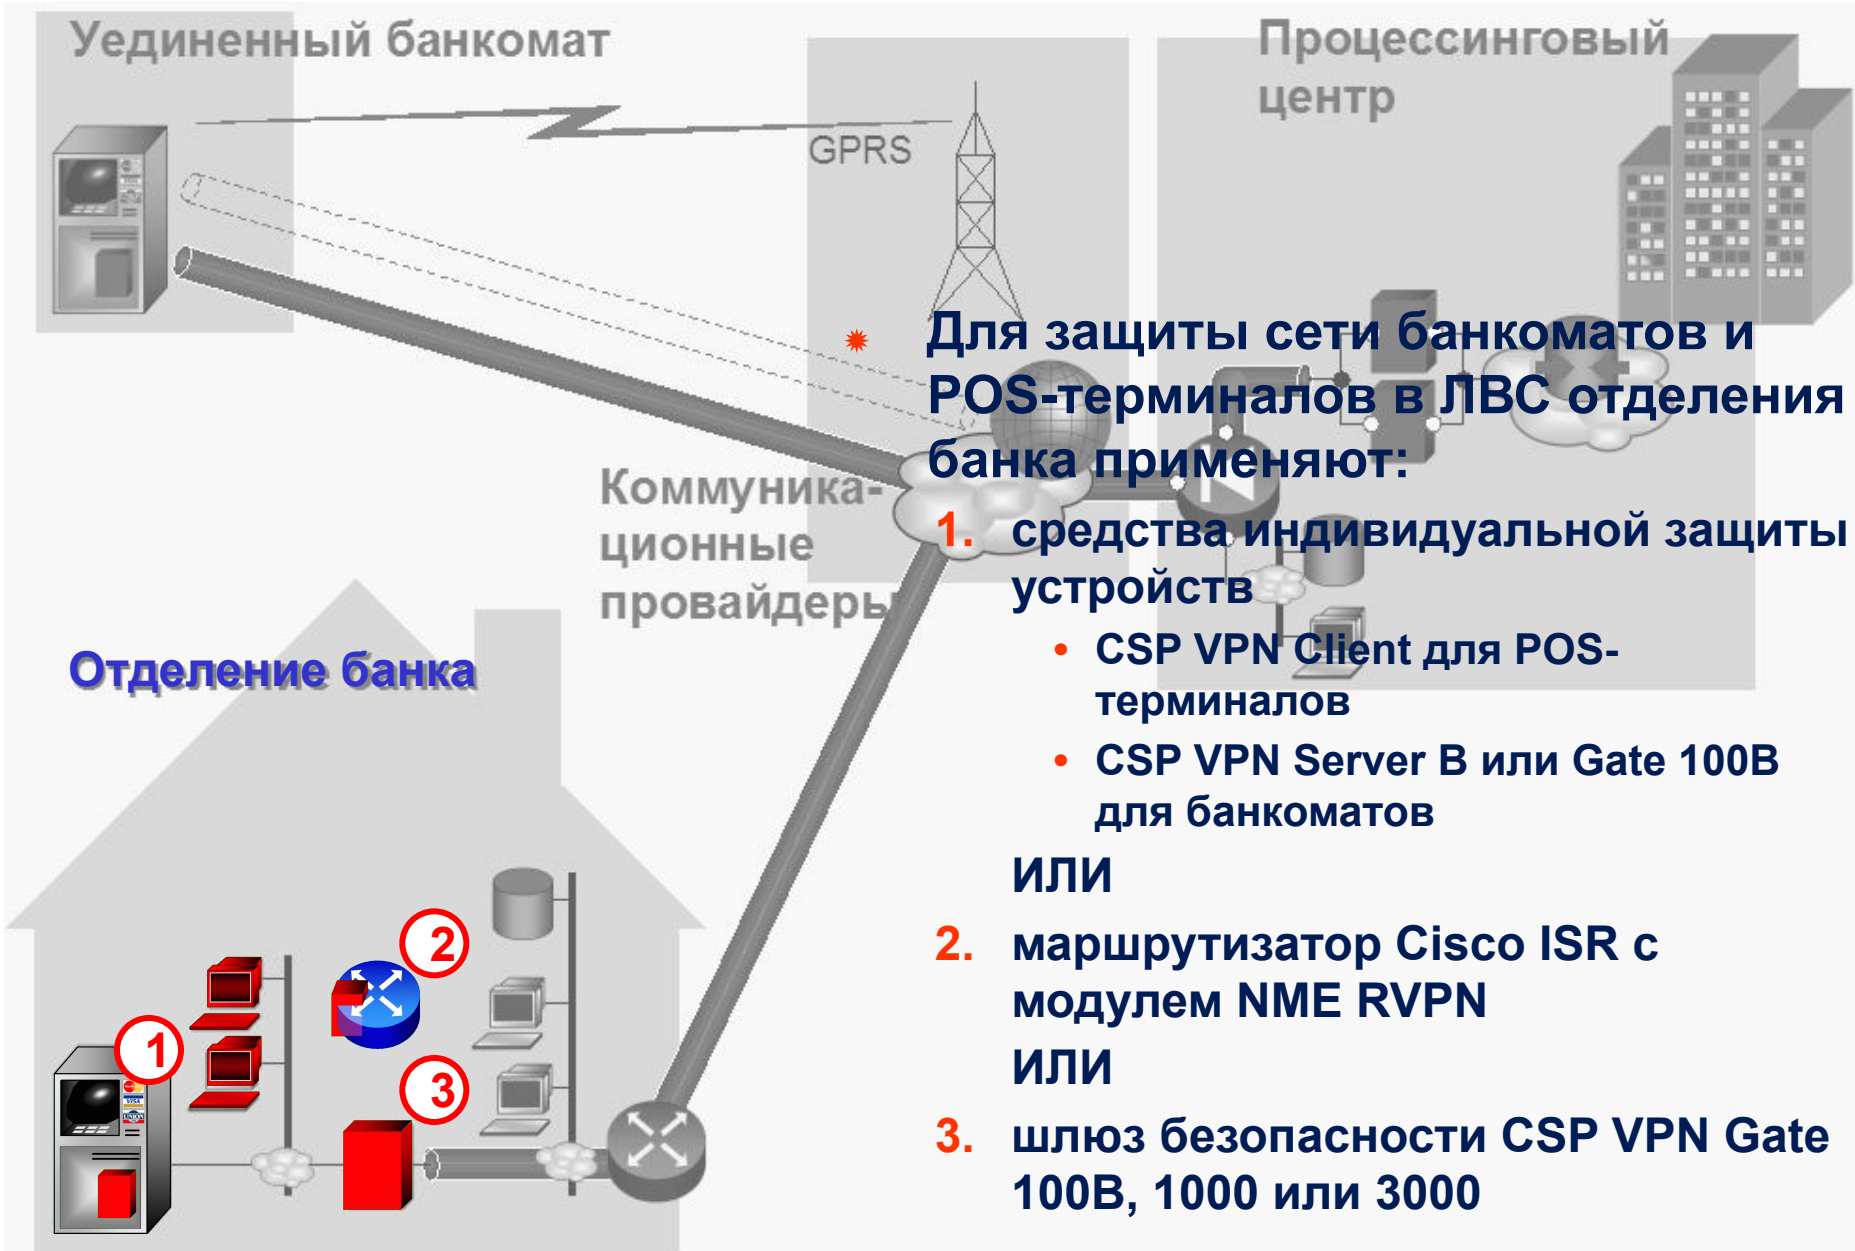 Уединенный банкомат
Процессинговый
центр
GPRS
Для защиты сети банкоматов и
POS-терминалов в ЛВС отделения
банка применяют:
Коммуника-
ционные
провайдеры
1. средства индивидуальной защиты
устройств
• CSP VPN Client для POS-
терминалов
• CSP VPN Server В или Gate 100В
для банкоматов
ИЛИ
2. маршрутизатор Cisco ISR с
модулем NME RVPN
ИЛИ
3. шлюз безопасности CSP VPN Gate
100В, 1000 или 3000
Отделение банка
2
1
3
VISA